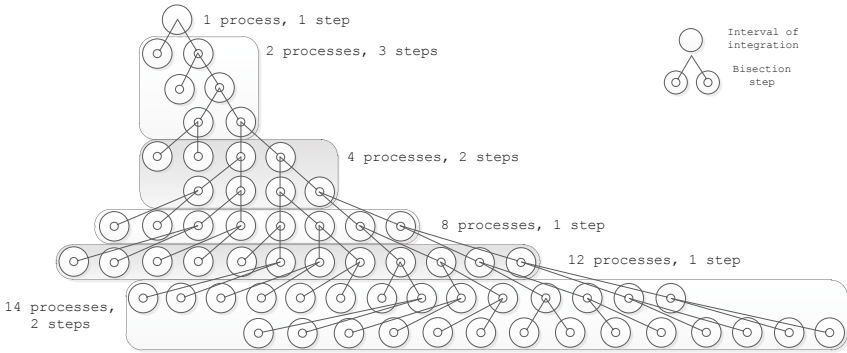 1 process, 1 step
2 processes, 3 steps
Interval of
integration
Bisection
step
4 processes, 2 steps
8 processes, 1 step
12 processes, 1 step
14 processes,
2 steps